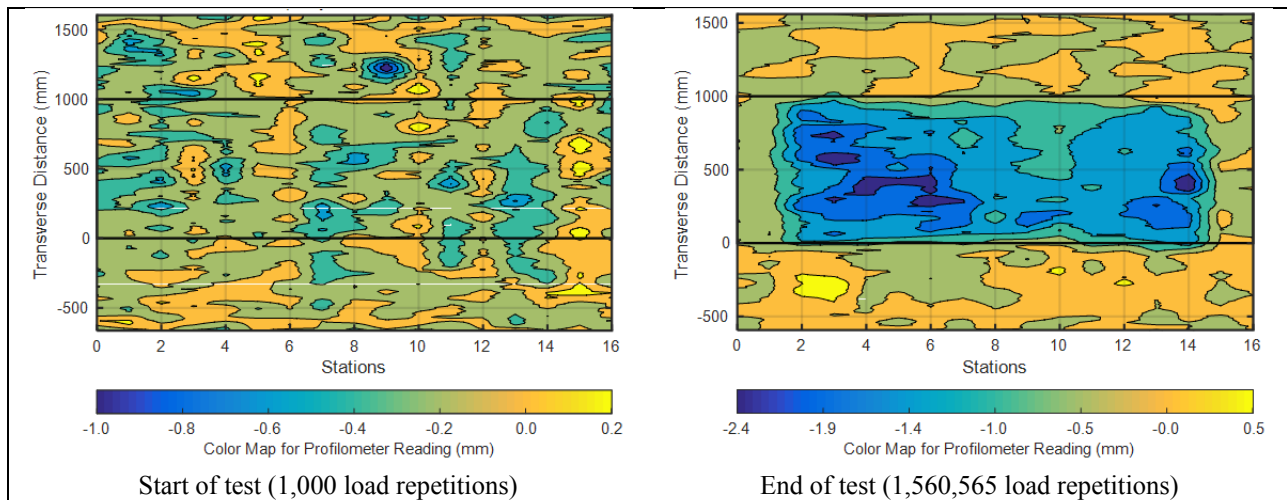 1500
1000
500
0
-500
Transverse Distance (mm)
0 2 4 6 8 10 12 14 16
Stations
-1.0 -0.8 -0.6 -0.4 -0.2 0.0 0.2
Color Map for Profilometer Reading (mm)
Start of test (1,000 load repetitions)
1500
1000
500
0
-500
Transverse Distance (mm)
0 2 4 6 8 10 12 14 16
Stations
-2.4 -1.9 -1.4 -1.0 -0.5 -0.0 0.5
Color Map for Profilometer Reading (mm)
End of test (1,560,565 load repetitions)